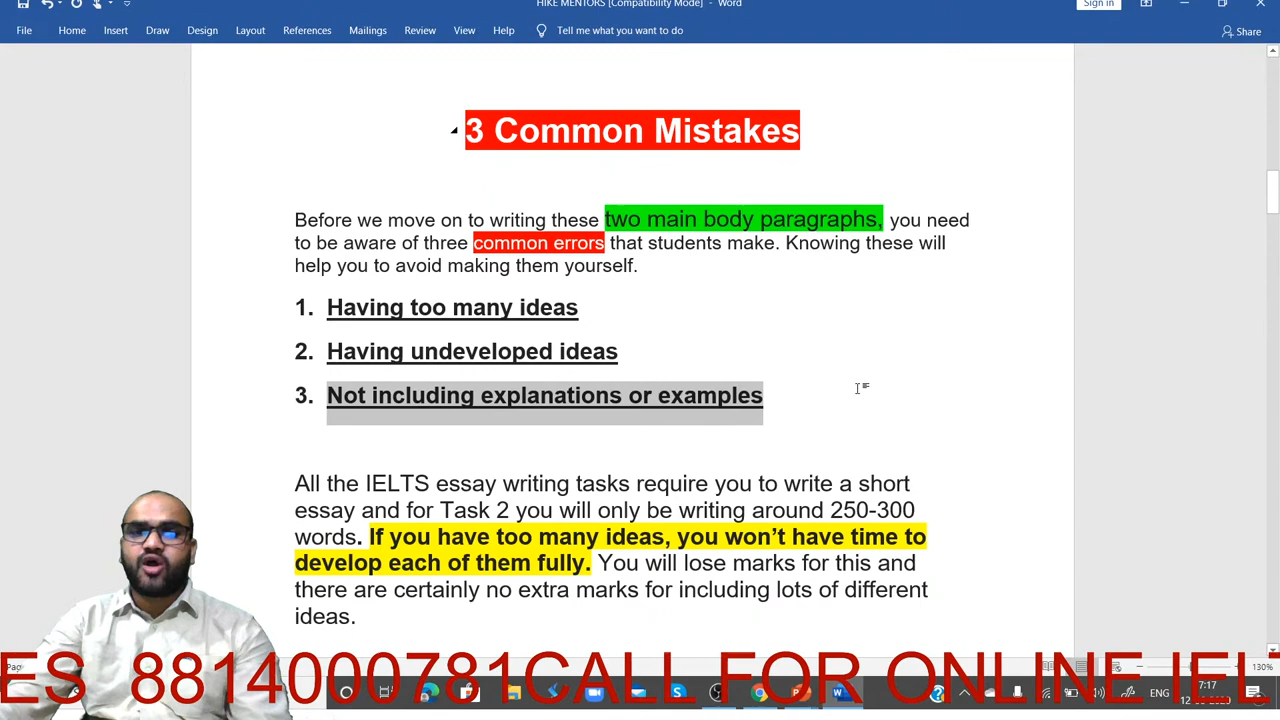 HIKE MENTORS [Compatibility Mode] - Word
Sign in
File Home Insert Draw Design Layout References Mailings Review View Help Tell me what you want to do Share
3 Common Mistakes
Before we move on to writing these two main body paragraphs, you need
to be aware of three common errors that students make. Knowing these will
help you to avoid making them yourself.
1. Having too many ideas
2. Having undeveloped ideas
3. Not including explanations or examples
All the IELTS essay writing tasks require you to write a short
essay and for Task 2 you will only be writing around 250-300
words. If you have too many ideas, you won’t have time to
develop each of them fully. You will lose marks for this and
there are certainly no extra marks for including lots of different
ideas.
ES 8814000781CALL FOR ONLINE IEL
130%
ENG
7:17